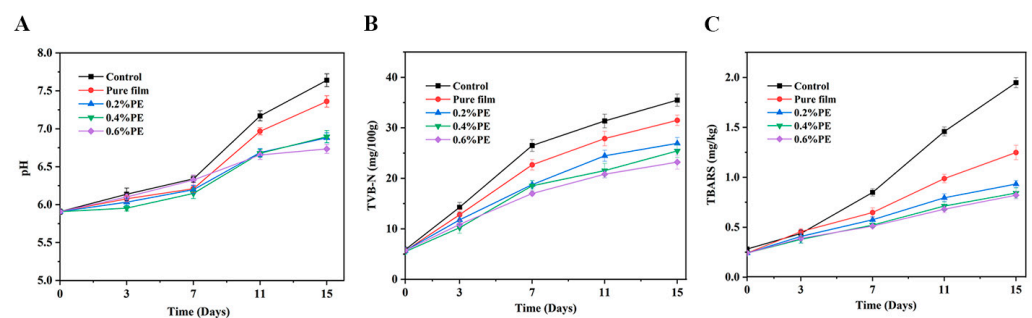 A
8.0
7.5
7.0
6.5
6.0
5.5
5.0
pH
Control
Pure film
0.2%PE
0.4%PE
0.6%PE
0 3 7 11 15
Time (Days)
B
40
30
20
10
0
TVB-N (mg/100g)
Control
Pure film
0.2%PE
0.4%PE
0.6%PE
0 3 7 11 15
Time (Days)
C
2.0
1.5
1.0
0.5
0.0
TBARS (mg/kg)
Control
Pure film
0.2%PE
0.4%PE
0.6%PE
0 3 7 11 15
Time (Days)